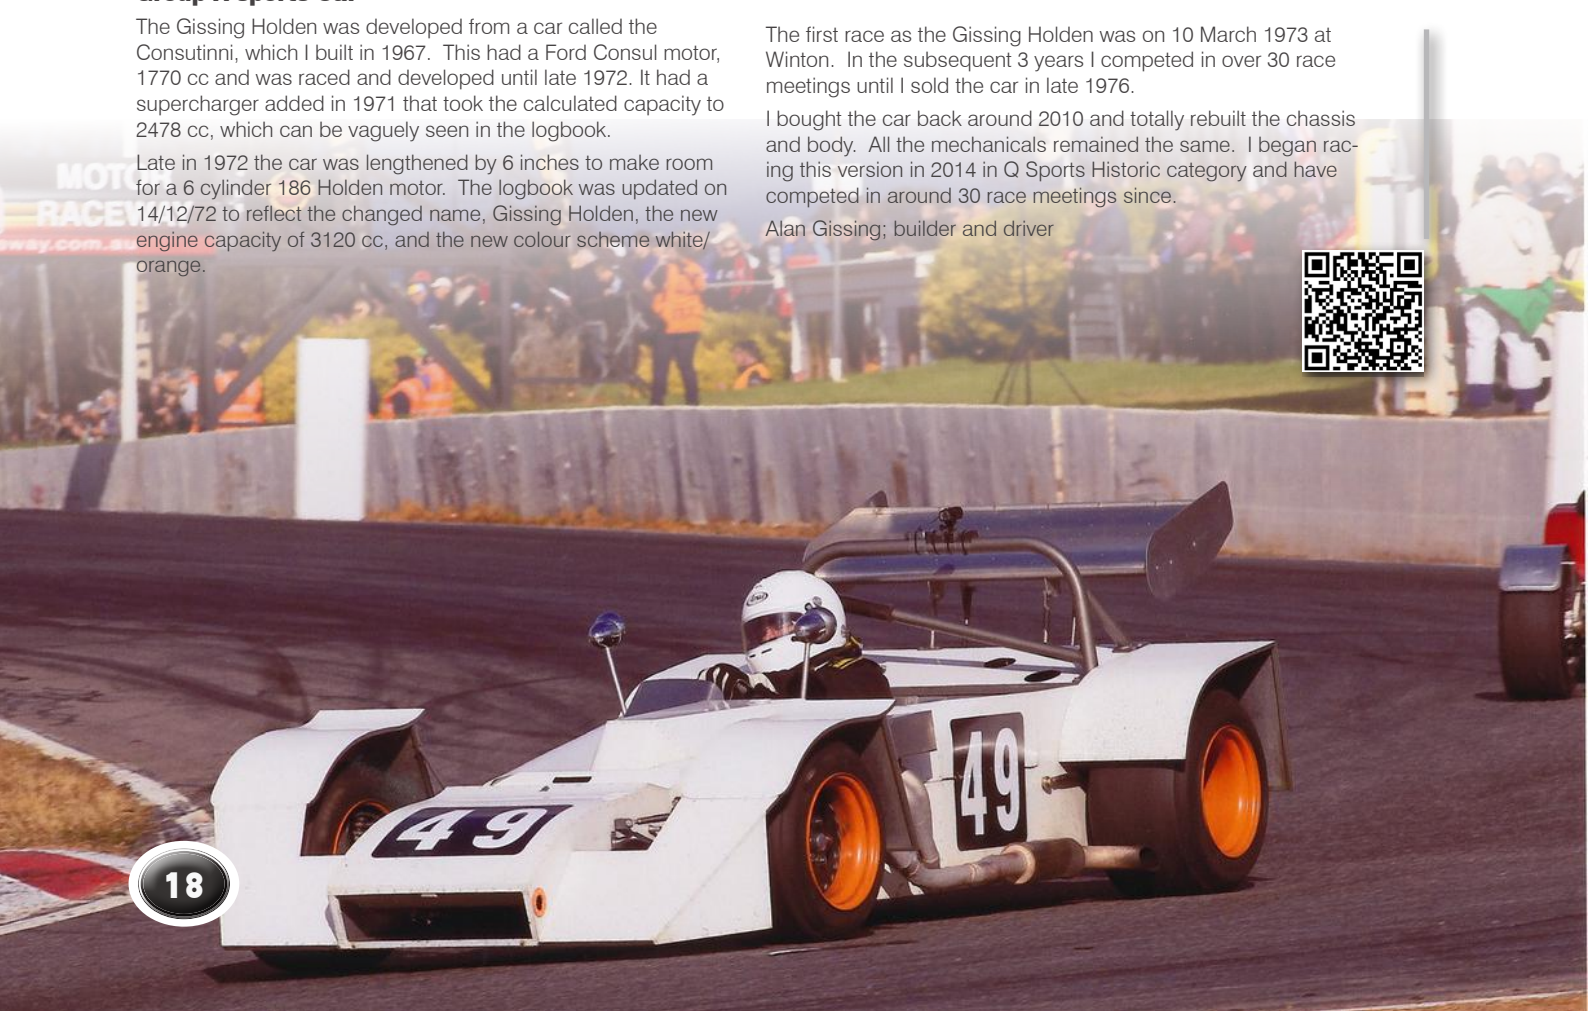 The Gissing Holden was developed from a car called the
Consutinni, which I built in 1967.  This had a Ford Consul motor,
1770 cc and was raced and developed until late 1972. It had a
supercharger added in 1971 that took the calculated capacity to
2478 cc, which can be vaguely seen in the logbook.
Late in 1972 the car was lengthened by 6 inches to make room
for a 6 cylinder 186 Holden motor.  The logbook was updated on
14/12/72 to reflect the changed name, Gissing Holden, the new
engine capacity of 3120 cc, and the new colour scheme white/
orange.
The first race as the Gissing Holden was on 10 March 1973 at
Winton.  In the subsequent 3 years I competed in over 30 race
meetings until I sold the car in late 1976.
I bought the car back around 2010 and totally rebuilt the chassis
and body.  All the mechanicals remained the same.  I began rac-
ing this version in 2014 in Q Sports Historic category and have
competed in around 30 race meetings since.
Alan Gissing; builder and driver
MOTOR
RACEWAY
eway.com.au
Arai
49
49
18